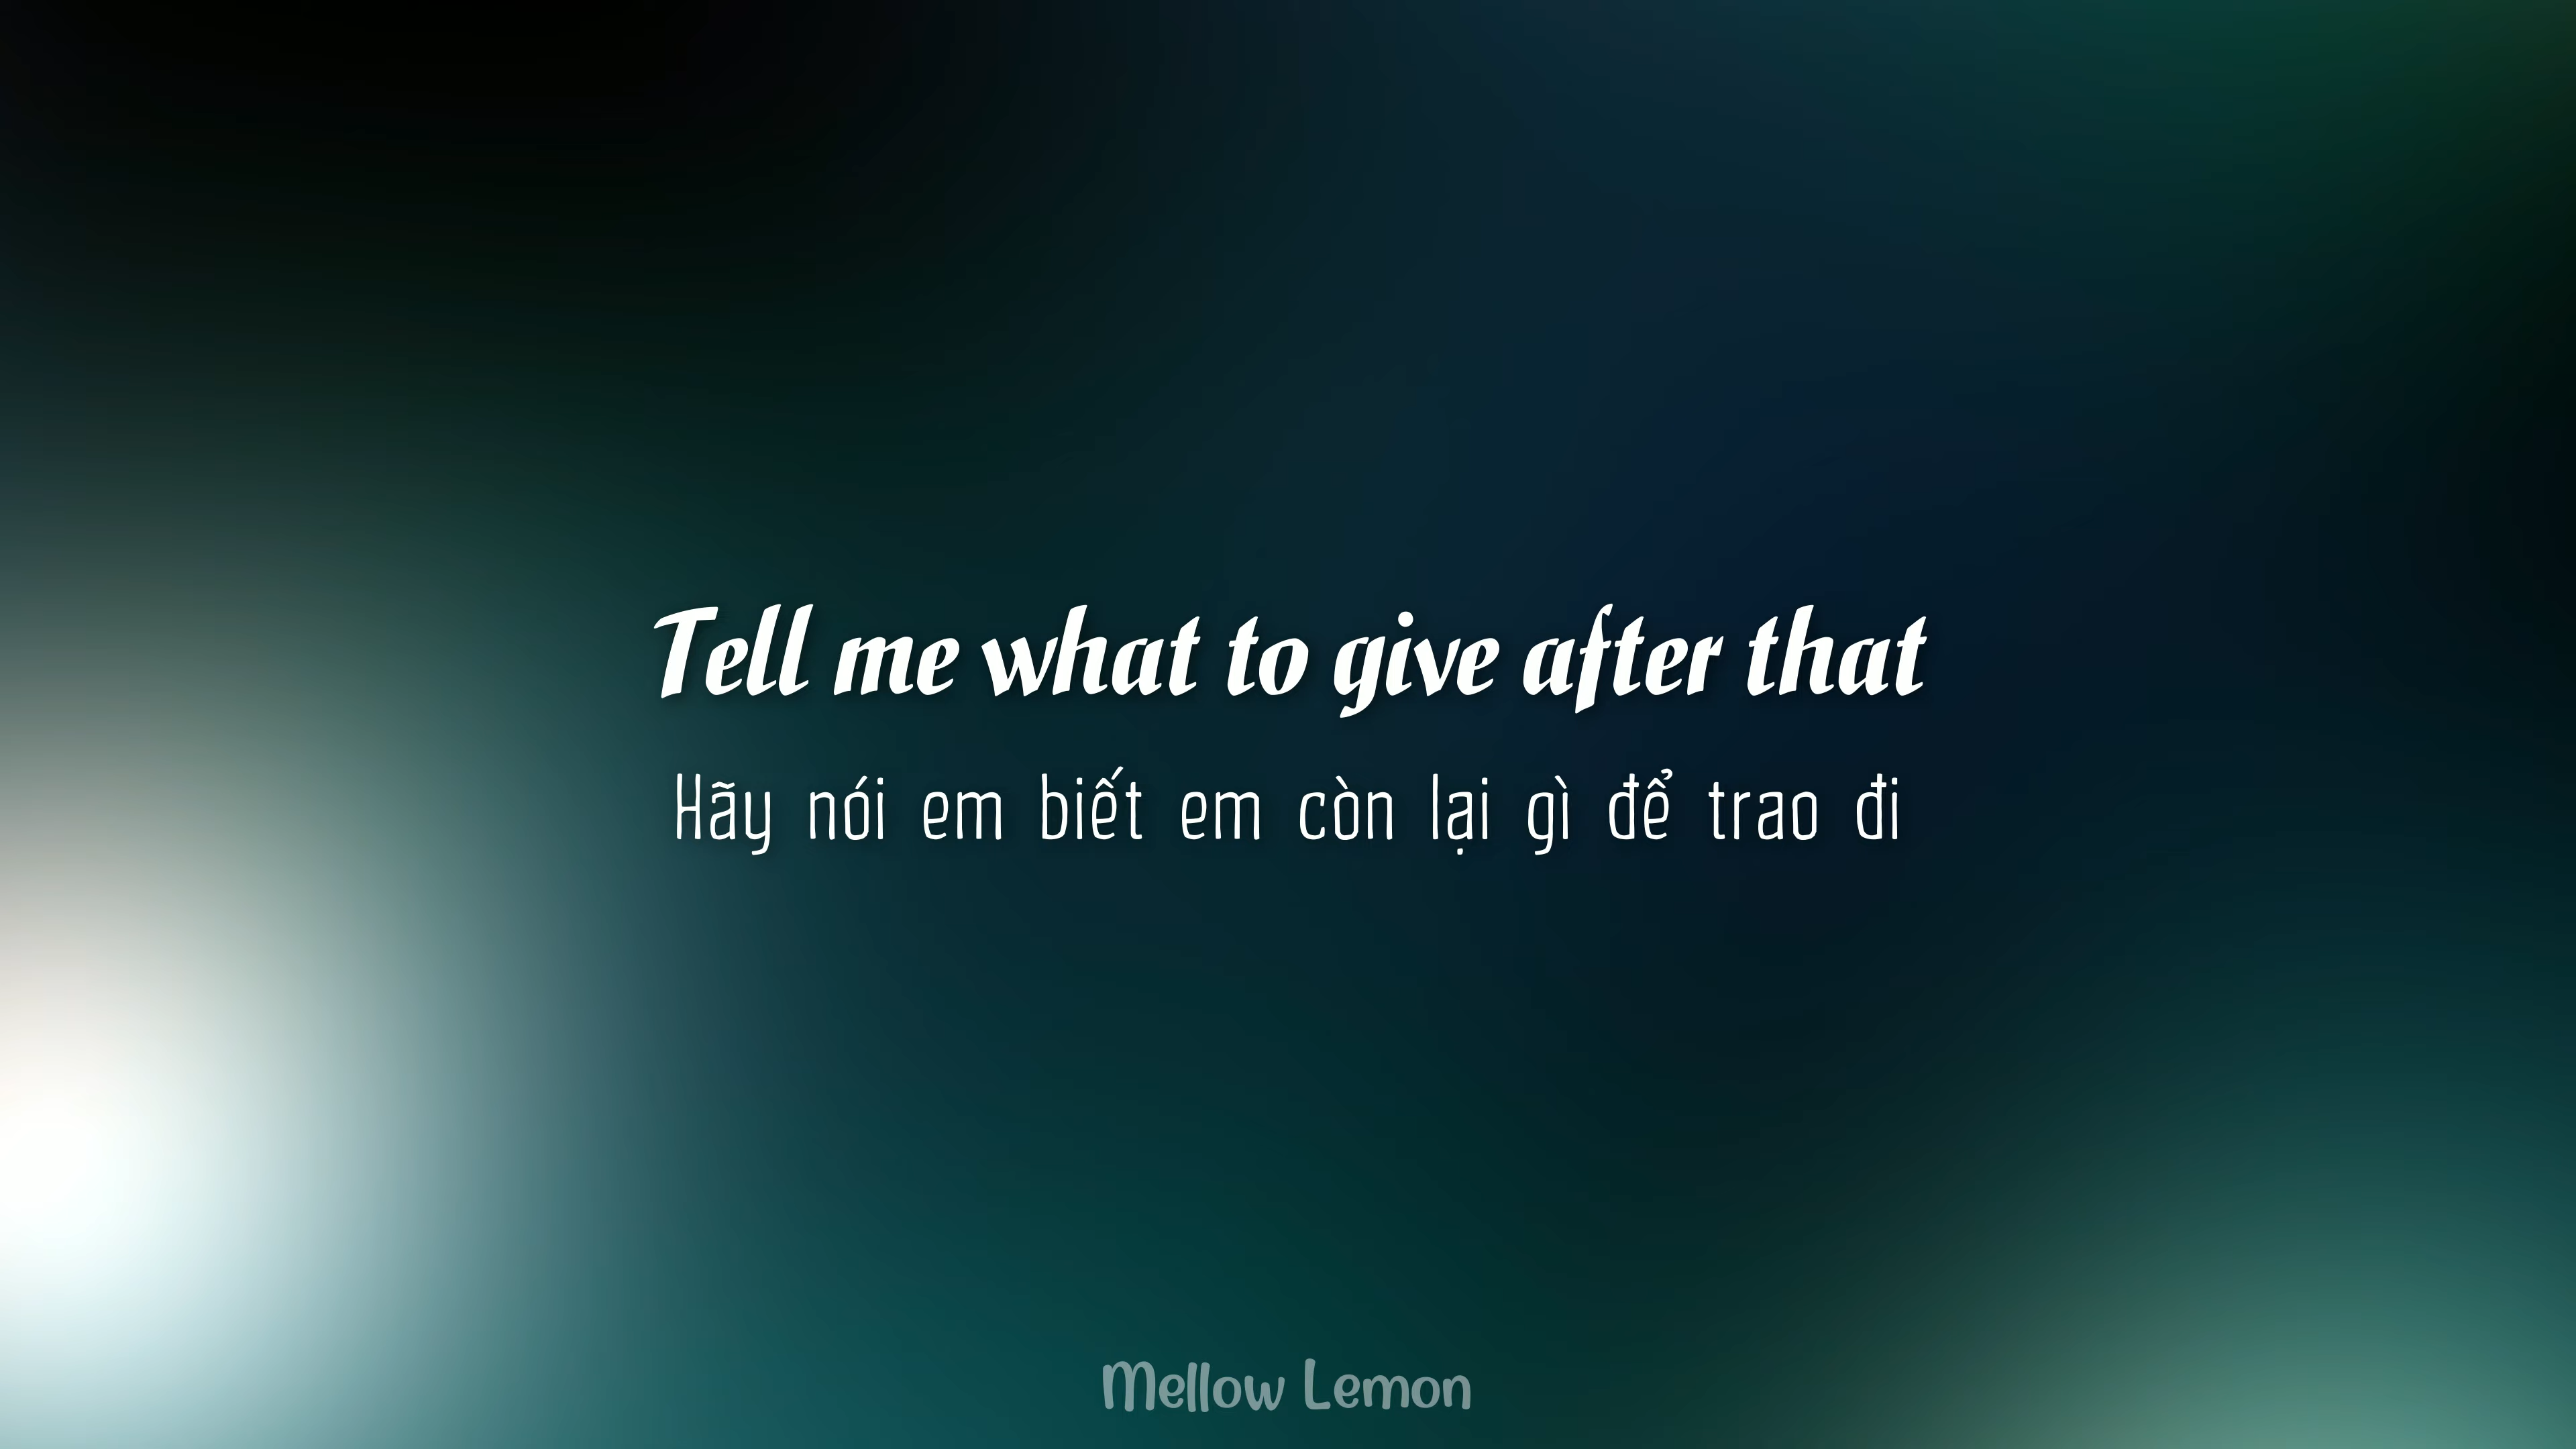 Tell me what to give after that
Hãy nói em biết em còn lại gì để trao đi
Mellow Lemon